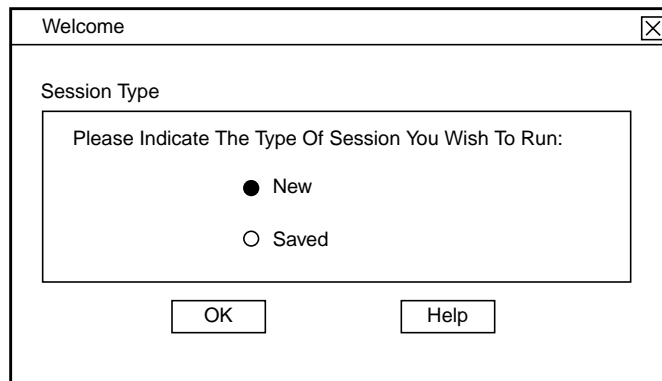 Welcome
Session Type
Please Indicate The Type Of Session You Wish To Run:
New
Saved
OK
Help